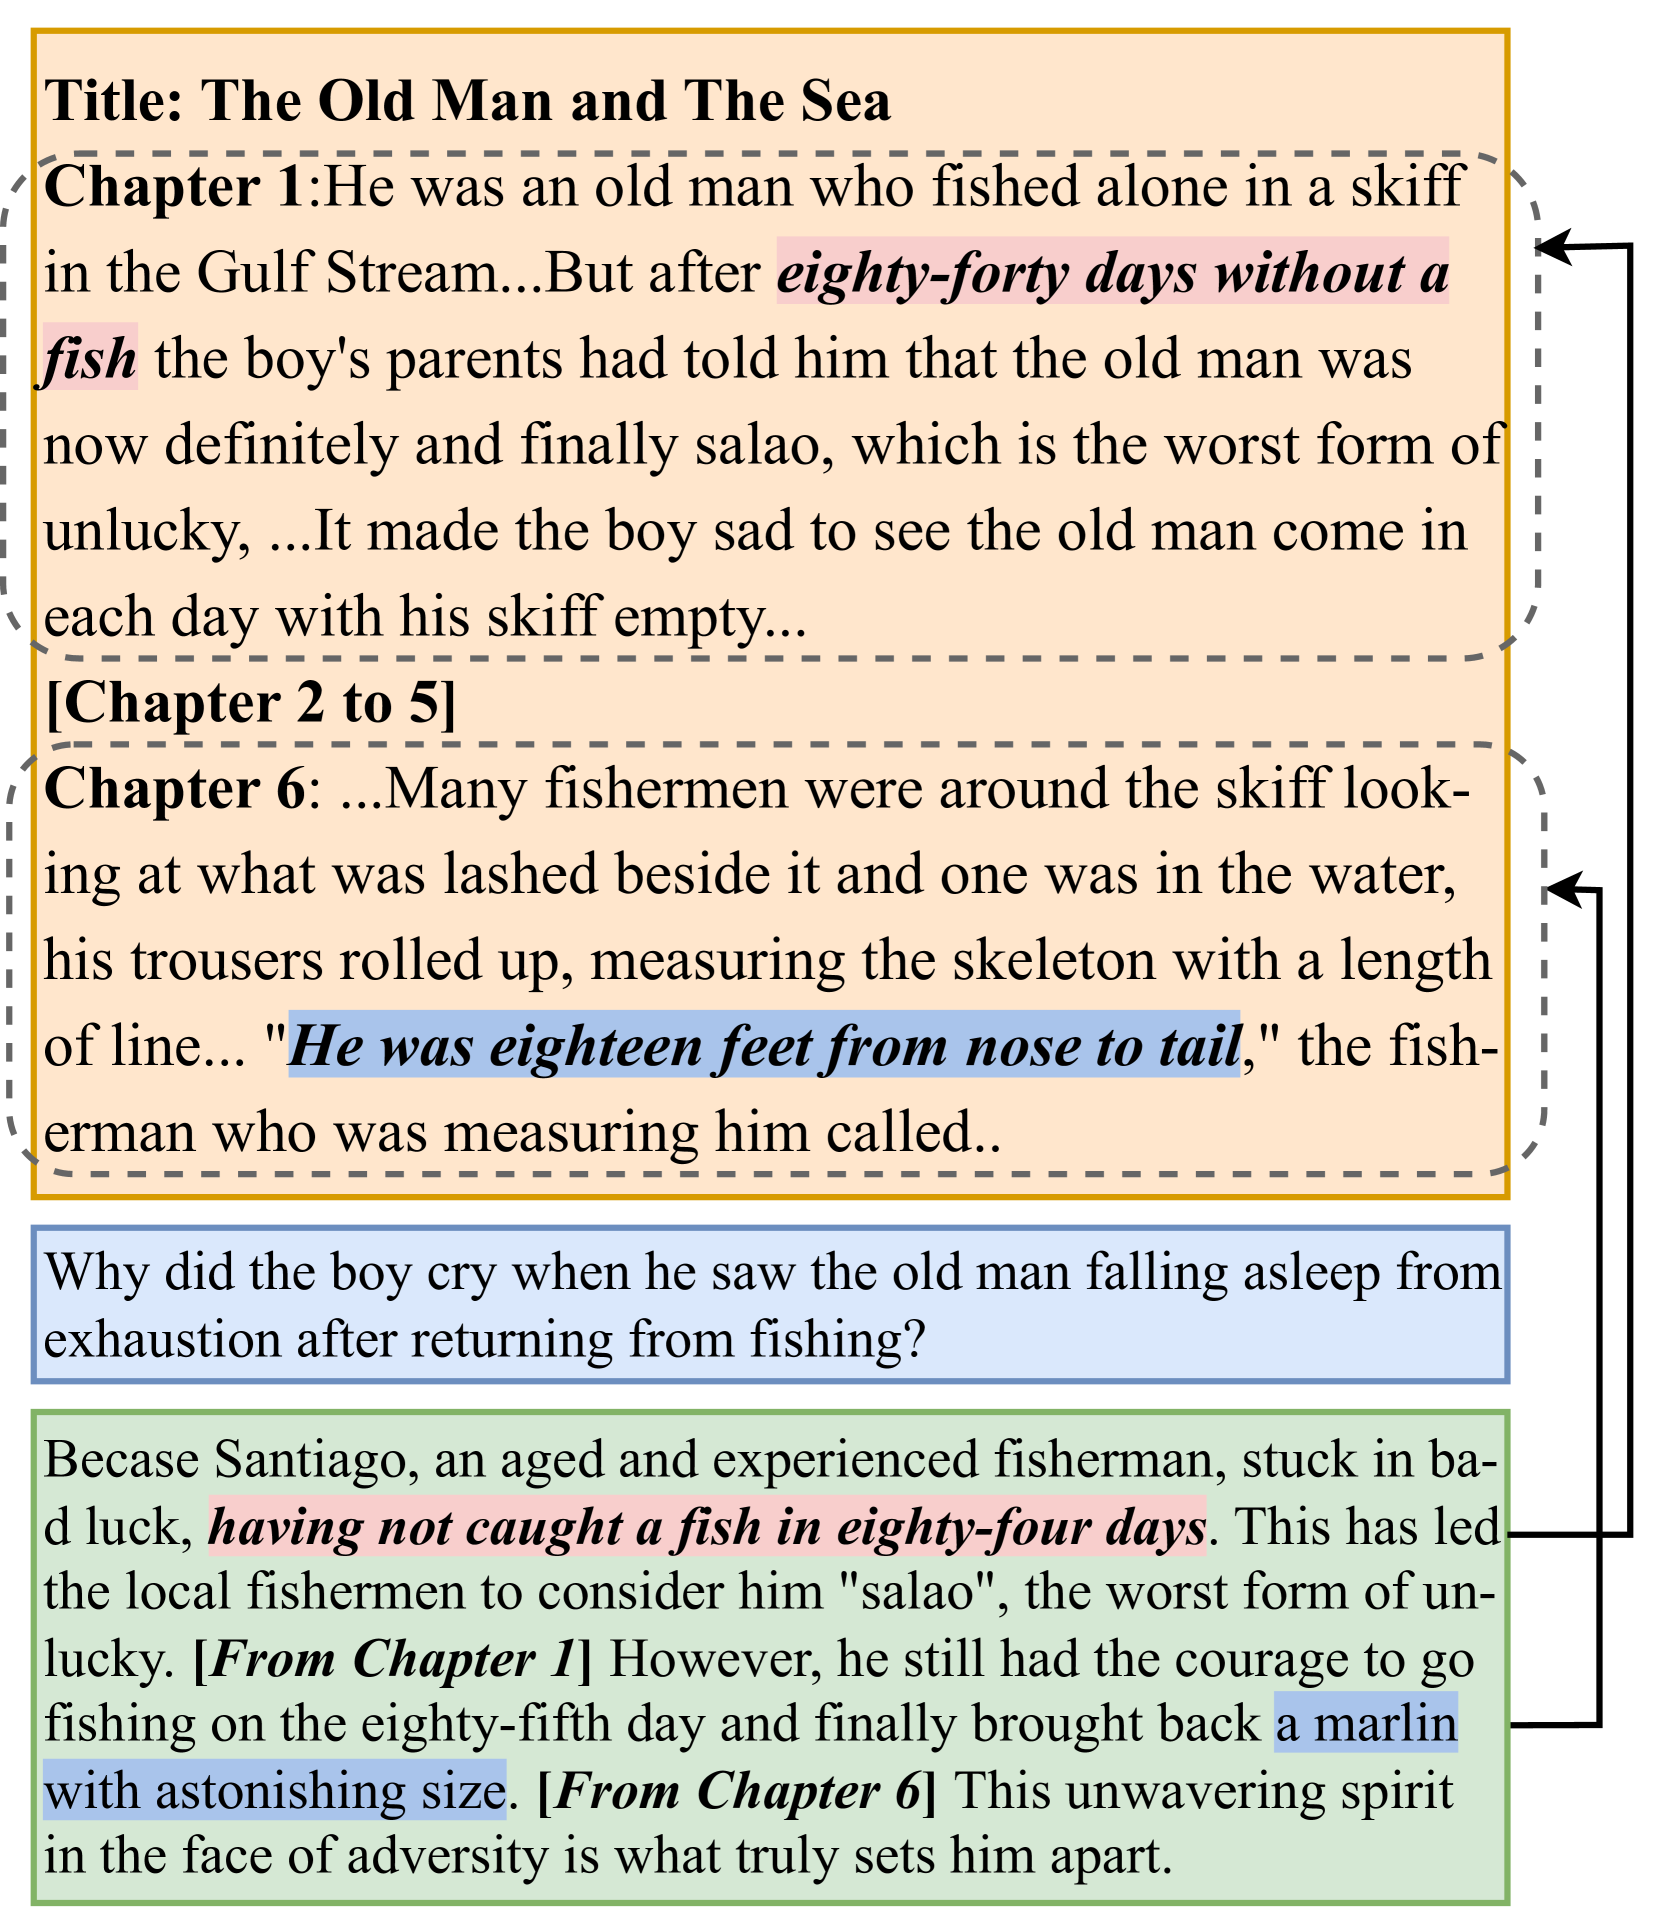 Title: The Old Man and The Sea
Chapter 1:He was an old man who fished alone in a skiff
in the Gulf Stream...But after eighty-forty days without a
fish the boy's parents had told him that the old man was
now definitely and finally salao, which is the worst form of
unlucky, ...It made the boy sad to see the old man come in
each day with his skiff empty...
[Chapter 2 to 5]
Chapter 6: ...Many fishermen were around the skiff look-
ing at what was lashed beside it and one was in the water,
his trousers rolled up, measuring the skeleton with a length
of line... "He was eighteen feet from nose to tail," the fish-
erman who was measuring him called..
Why did the boy cry when he saw the old man falling asleep from
exhaustion after returning from fishing?
Becase Santiago, an aged and experienced fisherman, stuck in ba-
d luck, having not caught a fish in eighty-four days. This has led
the local fishermen to consider him "salao", the worst form of un-
lucky. [From Chapter 1] However, he still had the courage to go
fishing on the eighty-fifth day and finally brought back a marlin
with astonishing size. [From Chapter 6] This unwavering spirit
in the face of adversity is what truly sets him apart.